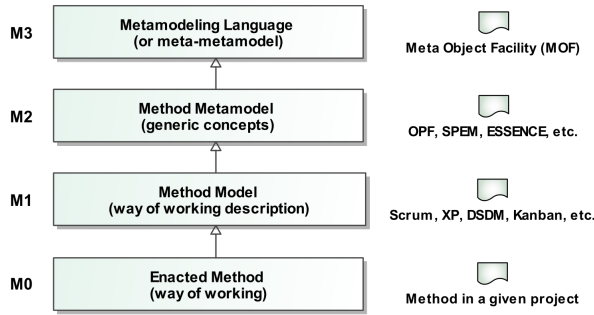 M3
Metamodeling Language
(or meta-metamodel)
Meta Object Facility (MOF)
M2
Method Metamodel
(generic concepts)
OPF, SPEM, ESSENCE, etc.
M1
Method Model
(way of working description)
Scrum, XP, DSDM, Kanban, etc.
M0
Enacted Method
(way of working)
Method in a given project